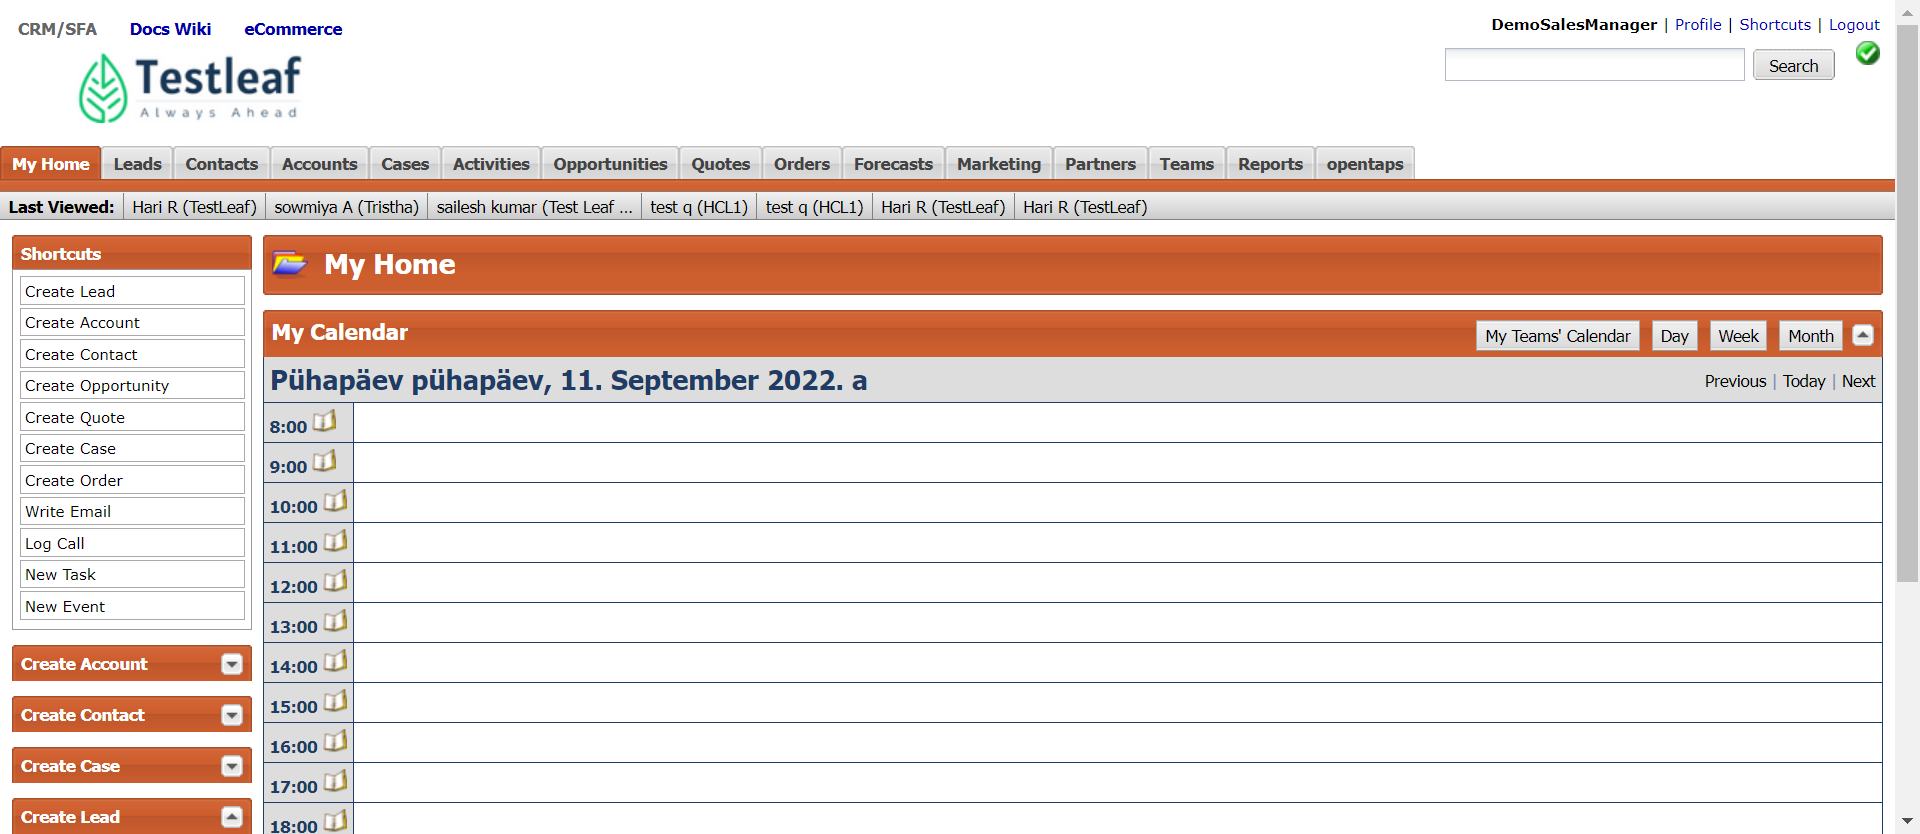 CRM/SFA Docs Wiki eCommerce
DemoSalesManager | Profile | Shortcuts | Logout
Testleaf
Always Ahead
Search
My Home Leads Contacts Accounts Cases Activities Opportunities Quotes Orders Forecasts Marketing Partners Teams Reports opentaps
Last Viewed: Hari R (TestLeaf) sowmiya A (Tristha) sailesh kumar (Test Leaf ... test q (HCL1) test q (HCL1) Hari R (TestLeaf) Hari R (TestLeaf)
Shortcuts
Create Lead
Create Account
Create Contact
Create Opportunity
Create Quote
Create Case
Create Order
Write Email
Log Call
New Task
New Event
Create Account
Create Contact
Create Case
Create Lead
My Home
My Calendar
My Teams' Calendar Day Week Month
Pühapäev pühapäev, 11. September 2022. a
Previous | Today | Next
8:00
9:00
10:00
11:00
12:00
13:00
14:00
15:00
16:00
17:00
18:00